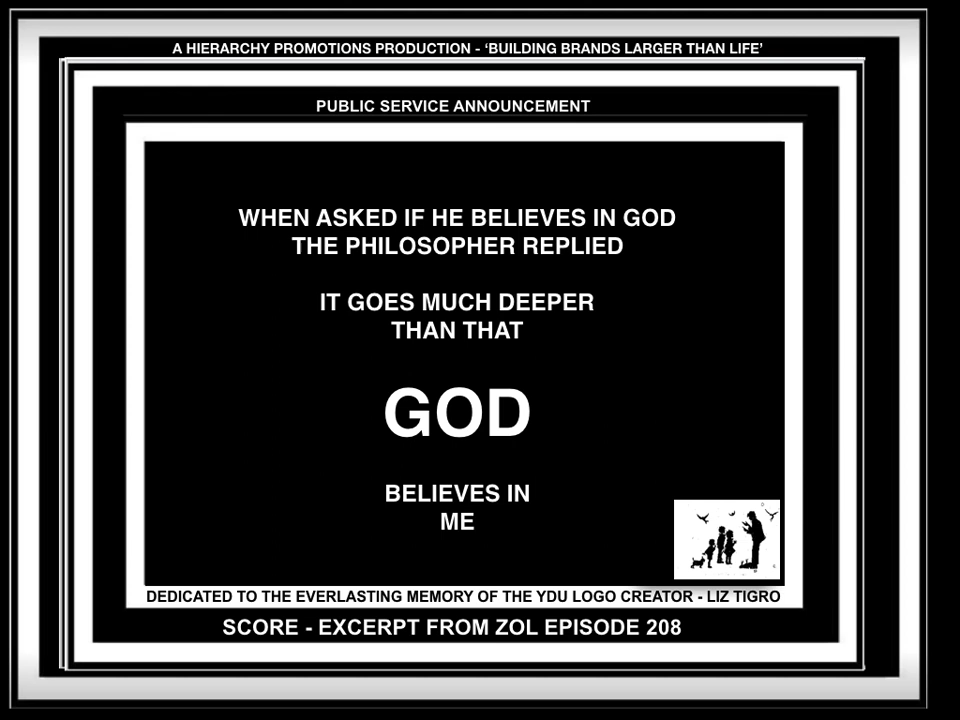 A HIERARCHY PROMOTIONS PRODUCTION - ‘BUILDING BRANDS LARGER THAN LIFE’
PUBLIC SERVICE ANNOUNCEMENT
WHEN ASKED IF HE BELIEVES IN GOD
THE PHILOSOPHER REPLIED
IT GOES MUCH DEEPER
THAN THAT
GOD
BELIEVES IN
ME
DEDICATED TO THE EVERLASTING MEMORY OF THE YDU LOGO CREATOR - LIZ TIGRO
SCORE - EXCERPT FROM ZOL EPISODE 208